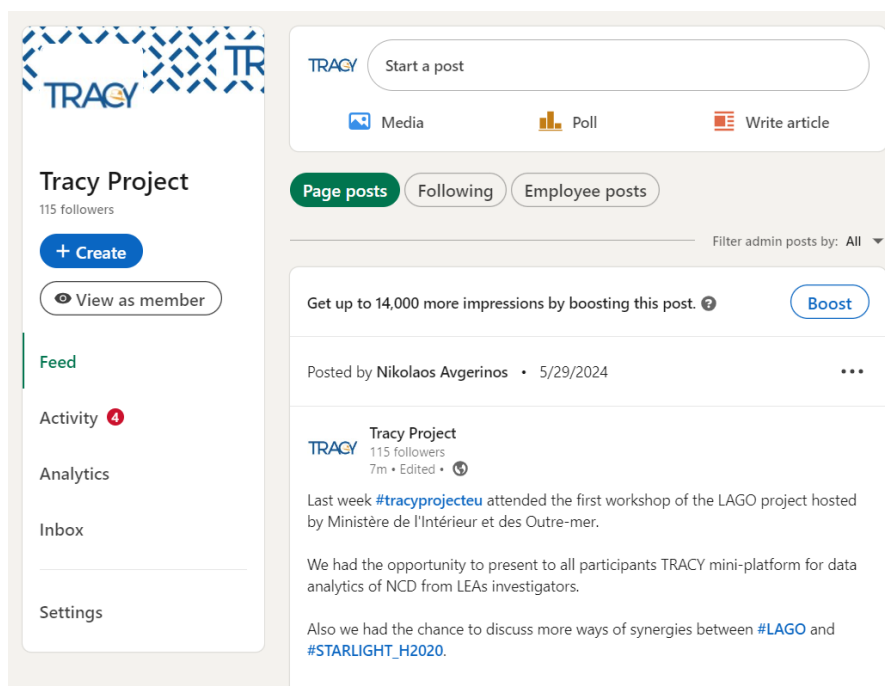 TR
TRACY
Tracy Project
115 followers
+ Create
View as member
Feed
Activity 4
Analytics
Inbox
Settings
TRACY Start a post
Media Poll Write article
Page posts Following Employee posts
Filter admin posts by: All
Get up to 14,000 more impressions by boosting this post. ? Boost
Posted by Nikolaos Avgerinos • 5/29/2024
TRACY
Tracy Project
115 followers
7m • Edited •
Last week #tracyprojecteu attended the first workshop of the LAGO project hosted
by Ministère de l'Intérieur et des Outre-mer.
We had the opportunity to present to all participants TRACY mini-platform for data
analytics of NCD from LEAs investigators.
Also we had the chance to discuss more ways of synergies between #LAGO and
#STARLIGHT_H2020.